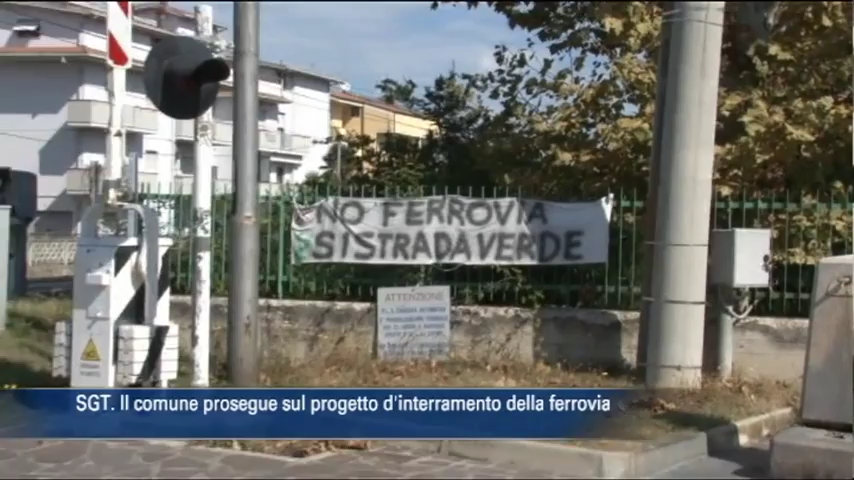 NO FERROVIA
SI STRADA VERDE
ATTENZIONE
SGT. Il comune prosegue sul progetto d'interramento della ferrovia